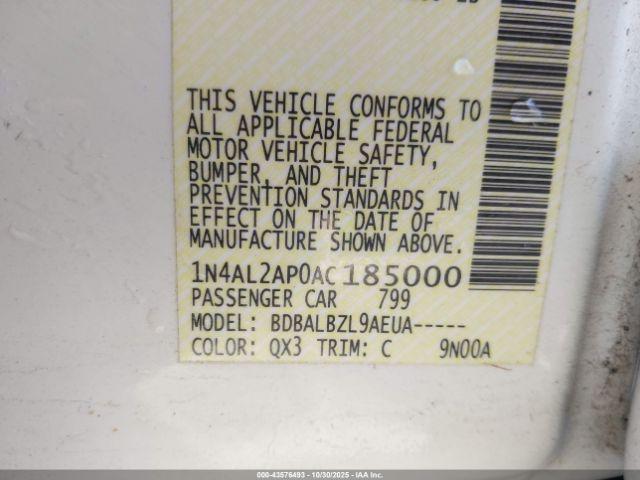 THIS VEHICLE CONFORMS TO
ALL APPLICABLE FEDERAL
MOTOR VEHICLE SAFETY,
BUMPER, AND THEFT
PREVENTION STANDARDS IN
EFFECT ON THE DATE OF
MANUFACTURE SHOWN ABOVE.
1N4AL2AP0AC185000
PASSENGER CAR 799
MODEL: BDBALBZL9AEUA-----
COLOR: QX3 TRIM: C 9N00A
000-43576493 - 10/30/2025 - IAA Inc.